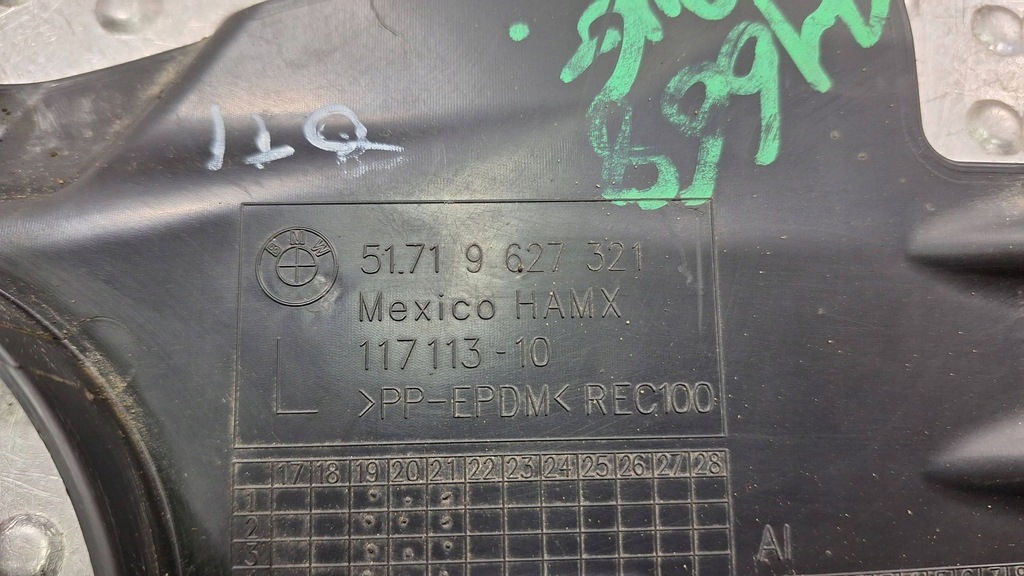 BMW
51.71 9 627 321
Mexico HAMX
L
117113-10
>PP-EPDM< REC100
17 18 19 20 21 22 23 24 25 26 27 28
1
2
3
AI